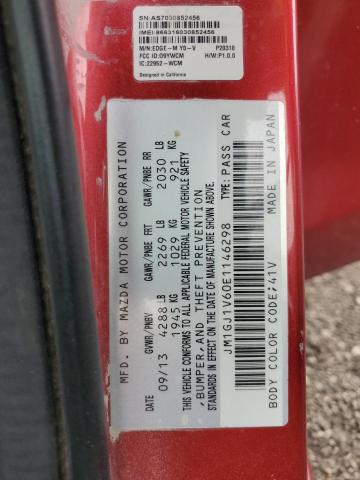 SN:AS7030852456
IMEI:866316030852456
M/N:EDGE-M YO-V P20310
FCC ID:O9YWCM H/W:P1.0.0
IC:22952-WCM
Designed in California
MFD. BY MAZDA MOTOR CORPORATION
DATE GVWR/PNBV GAWR/PNBE FRT GAWR/PNBE RR
09/13 4288 LB 2269 LB 2030 LB
1945 KG 1029 KG 921 KG
THIS VEHICLE CONFORMS TO ALL APPLICABLE FEDERAL MOTOR VEHICLE SAFETY
,BUMPER,AND THEFT PREVENTION
STANDARDS IN EFFECT ON THE DATE OF MANUFACTURE SHOWN ABOVE.
JM1GJ1V60E1146298 TYPE:PASS CAR
BODY COLOR CODE;41V MADE IN JAPAN